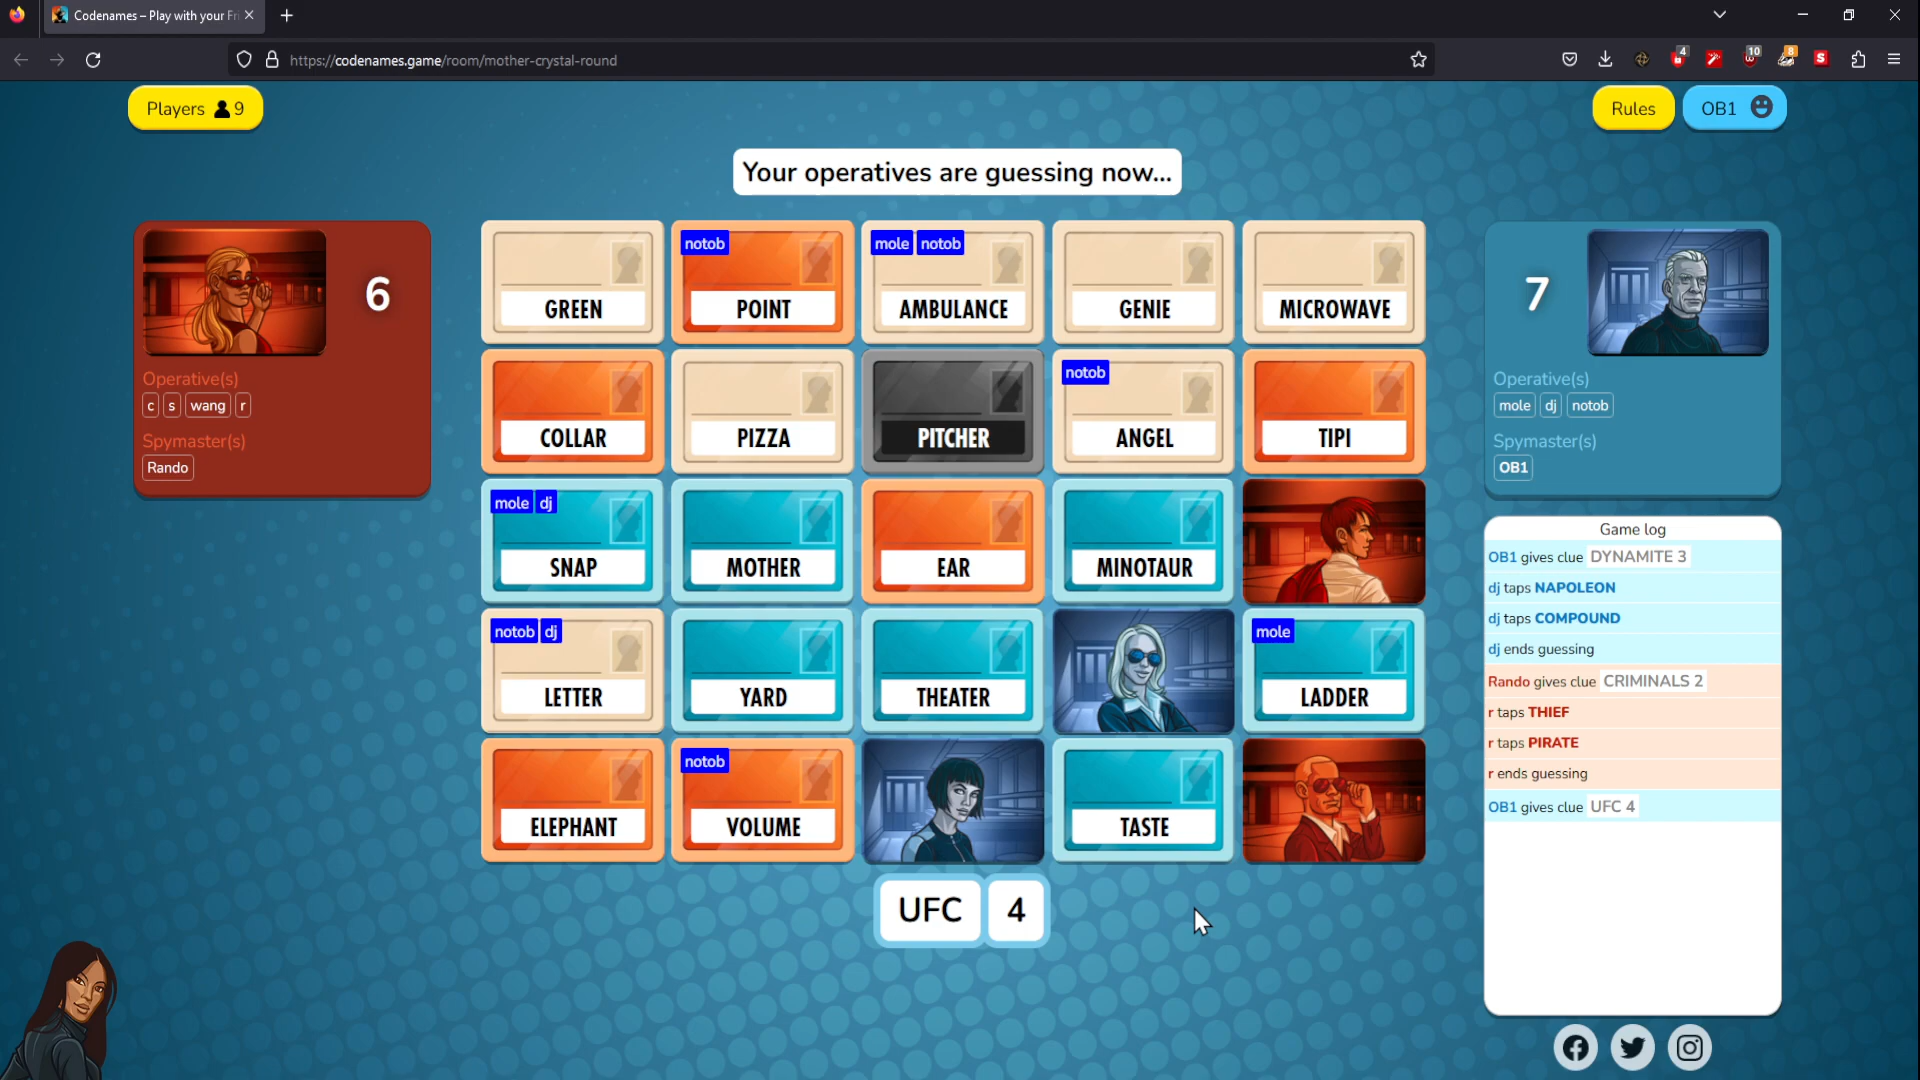 Codenames – Play with your Fr
https://codenames.game/room/mother-crystal-round
4
10
8
S
Players 9
Rules
OB1
Your operatives are guessing now...
6
Operative(s)
c s wang r
Spymaster(s)
Rando
GREEN
notob
POINT
mole notob
AMBULANCE
GENIE
MICROWAVE
COLLAR
PIZZA
PITCHER
notob
ANGEL
TIPI
mole dj
SNAP
MOTHER
EAR
MINOTAUR
notob dj
LETTER
YARD
THEATER
mole
LADDER
ELEPHANT
notob
VOLUME
TASTE
UFC 4
7
Operative(s)
mole dj notob
Spymaster(s)
OB1
Game log
OB1 gives clue DYNAMITE 3
dj taps NAPOLEON
dj taps COMPOUND
dj ends guessing
Rando gives clue CRIMINALS 2
r taps THIEF
r taps PIRATE
r ends guessing
OB1 gives clue UFC 4